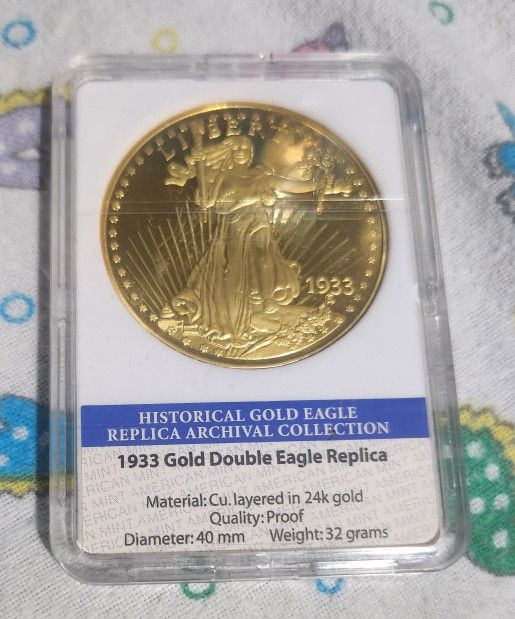 LIBERTY
1933
HISTORICAL GOLD EAGLE
REPLICA ARCHIVAL COLLECTION
1933 Gold Double Eagle Replica
Material: Cu. layered in 24k gold
Quality: Proof
Diameter: 40 mm Weight: 32 grams